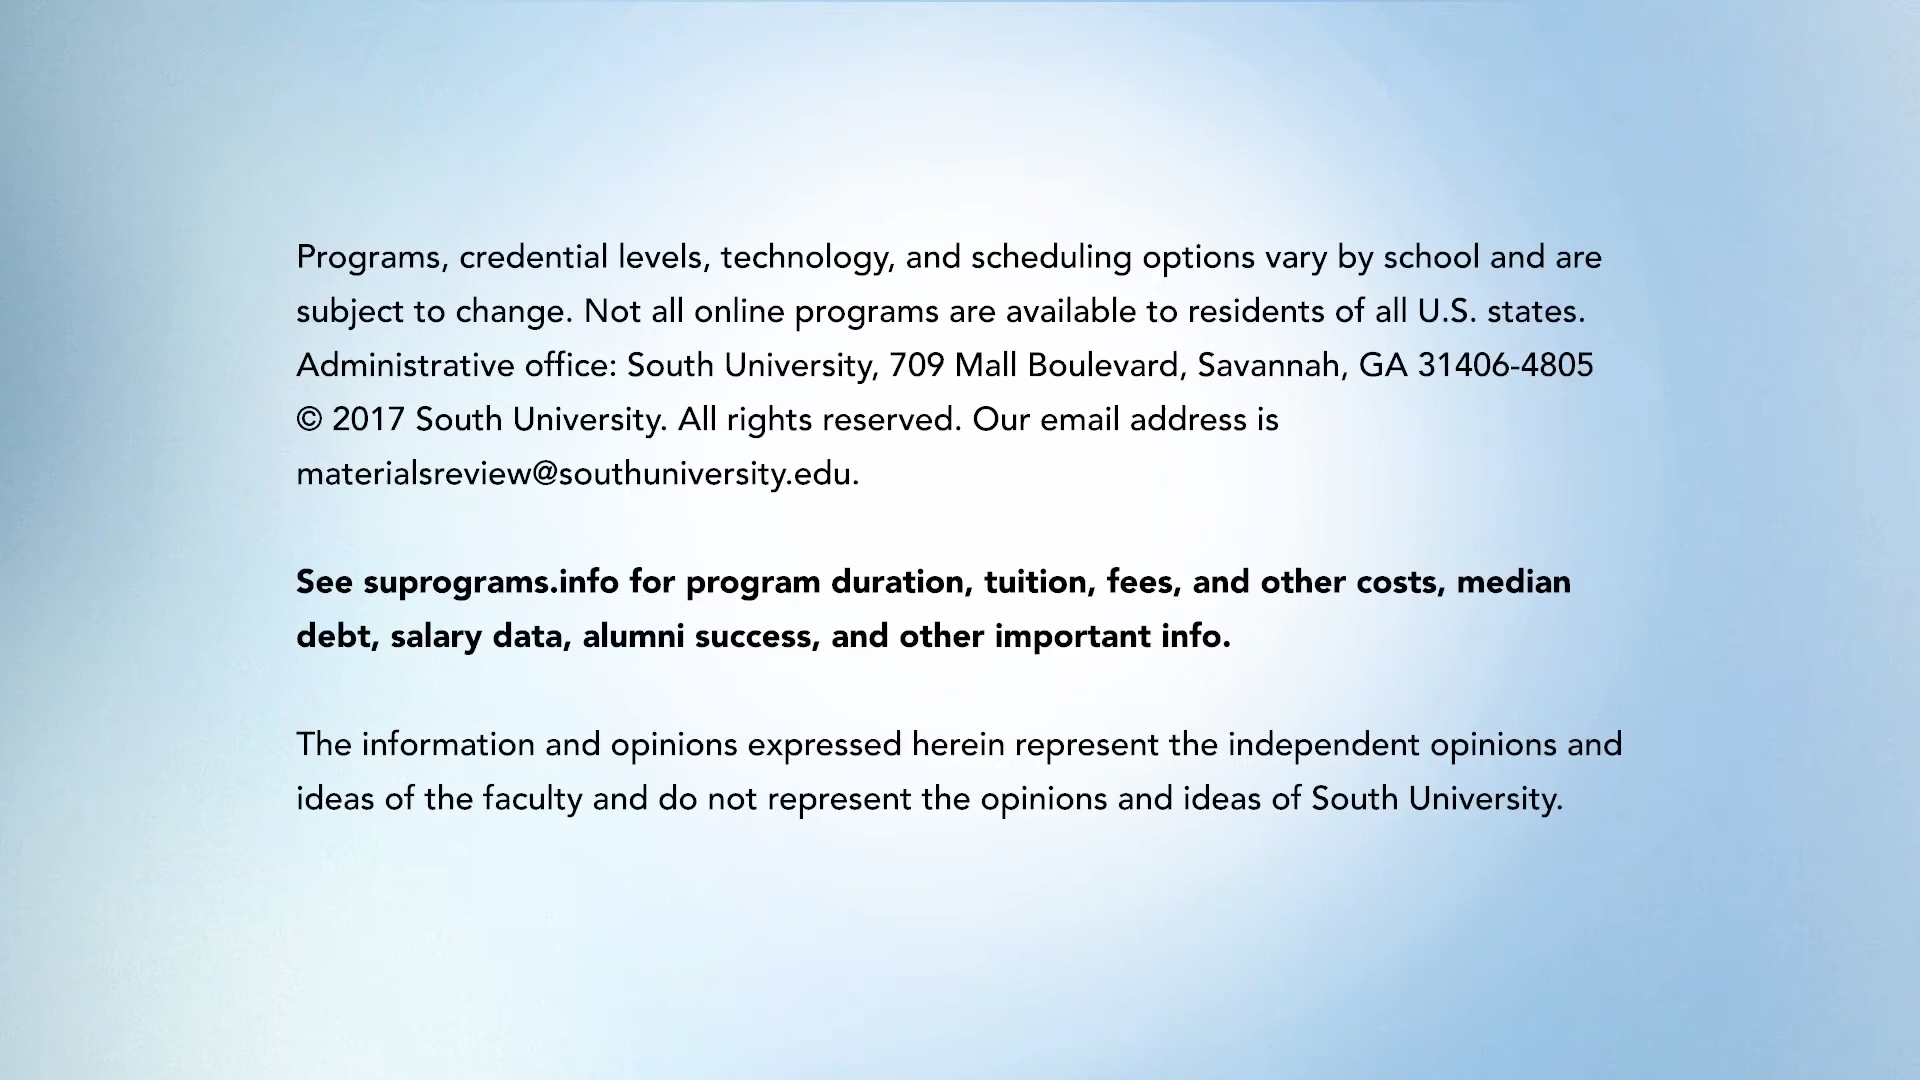 Programs, credential levels, technology, and scheduling options vary by school and are
subject to change. Not all online programs are available to residents of all U.S. states.
Administrative office: South University, 709 Mall Boulevard, Savannah, GA 31406-4805
© 2017 South University. All rights reserved. Our email address is
materialsreview@southuniversity.edu.
See suprograms.info for program duration, tuition, fees, and other costs, median
debt, salary data, alumni success, and other important info.
The information and opinions expressed herein represent the independent opinions and
ideas of the faculty and do not represent the opinions and ideas of South University.